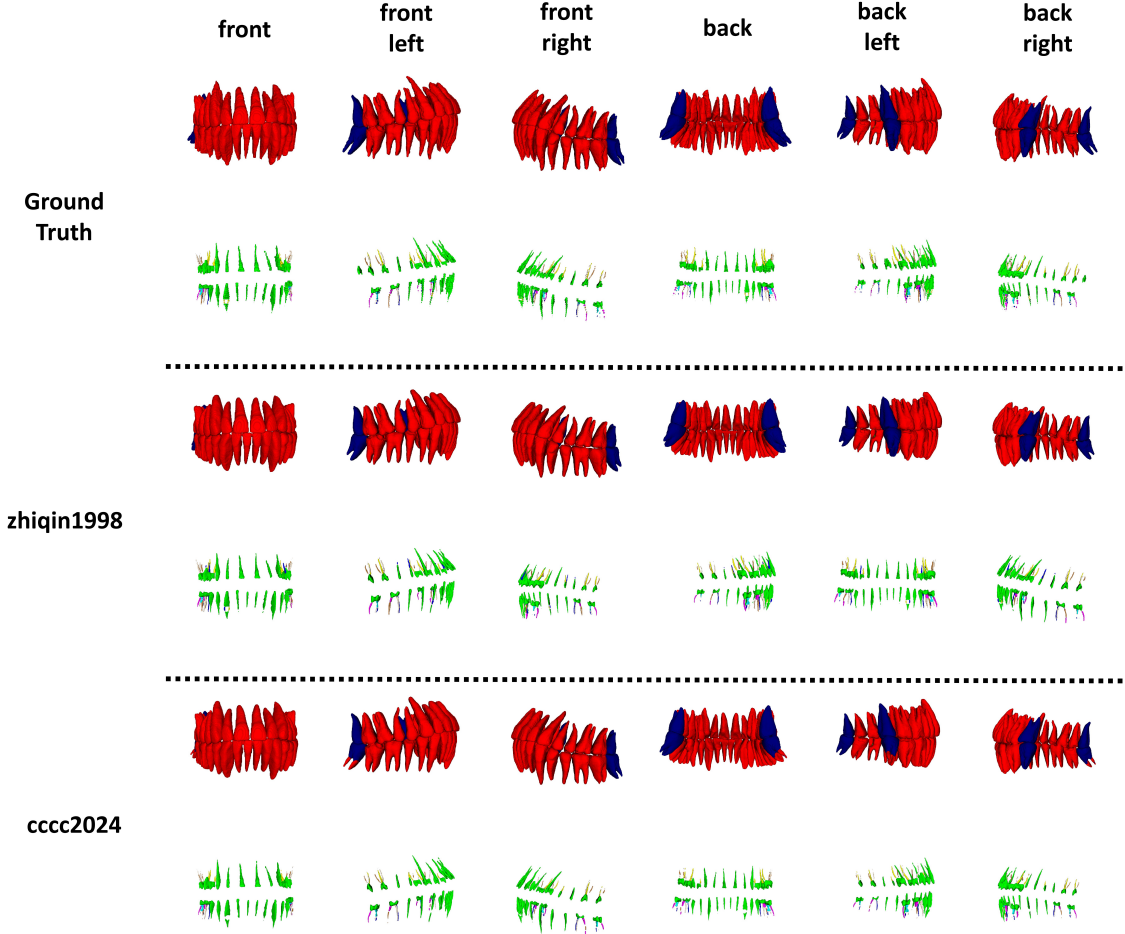 front
front
left
front
right
back
back
left
back
right
Ground
Truth
zhiqin1998
cccc2024